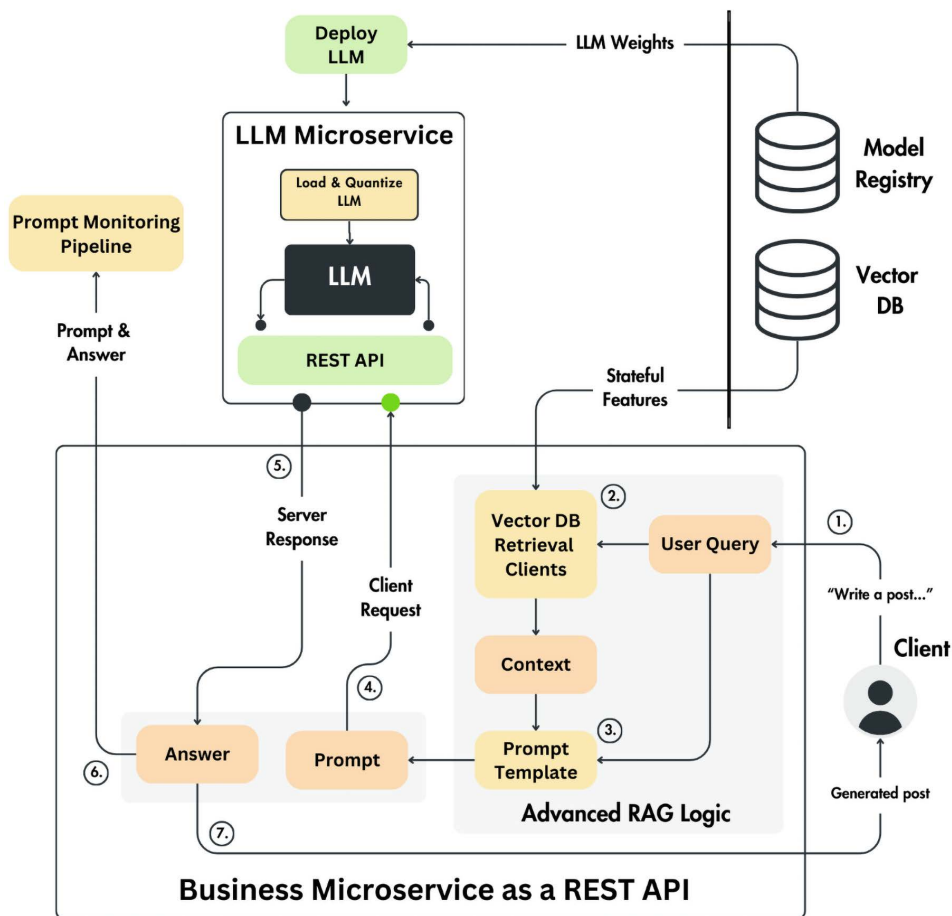 Deploy
LLM
LLM Weights
LLM Microservice
Load & Quantize
LLM
LLM
REST API
Model
Registry
Vector
DB
Prompt Monitoring
Pipeline
Prompt &
Answer
Stateful
Features
5.
Server
Response
Client
Request
4.
2.
Vector DB
Retrieval
Clients
User Query
1.
"Write a post..."
Client
Context
3.
Prompt
Template
Prompt
Answer
6.
7.
Generated post
Advanced RAG Logic
Business Microservice as a REST API